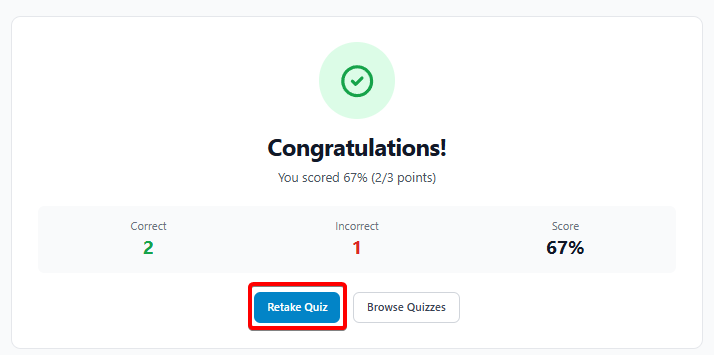 Congratulations!
You scored 67% (2/3 points)
Correct Incorrect Score
2 1 67%
Retake Quiz Browse Quizzes